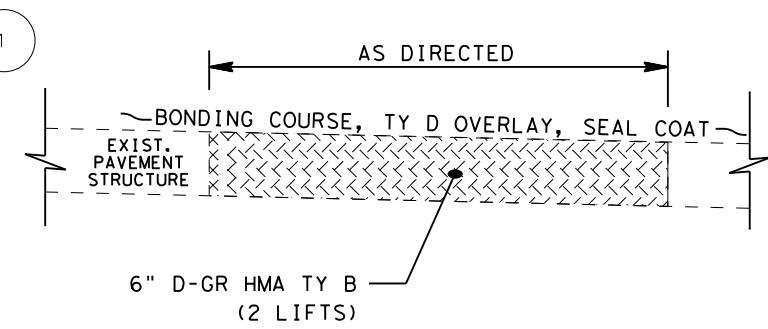 1
AS DIRECTED
BONDING COURSE, TY D OVERLAY, SEAL COAT
EXIST.
PAVEMENT
STRUCTURE
6" D-GR HMA TY B
(2 LIFTS)